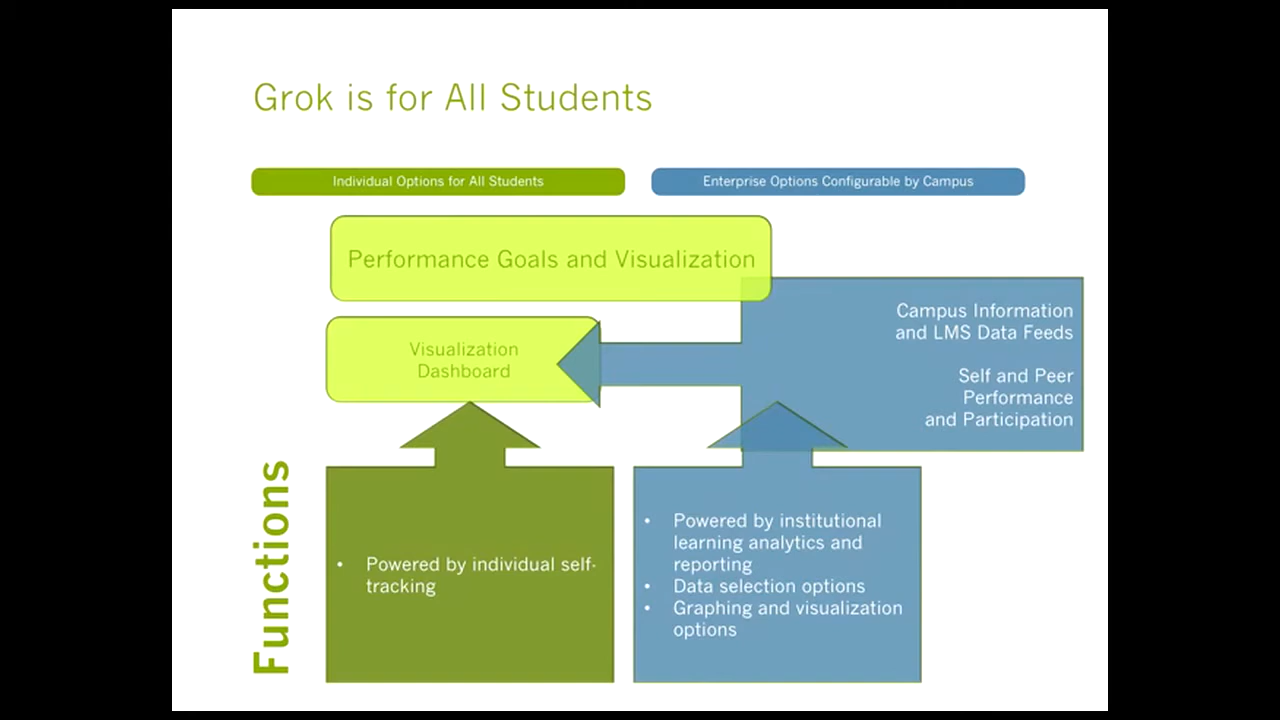 Grok is for All Students
Individual Options for All Students
Enterprise Options Configurable by Campus
Performance Goals and Visualization
Campus Information
and LMS Data Feeds
Self and Peer
Performance
and Participation
Visualization
Dashboard
Functions
• Powered by individual self-
tracking
• Powered by institutional
learning analytics and
reporting
• Data selection options
• Graphing and visualization
options